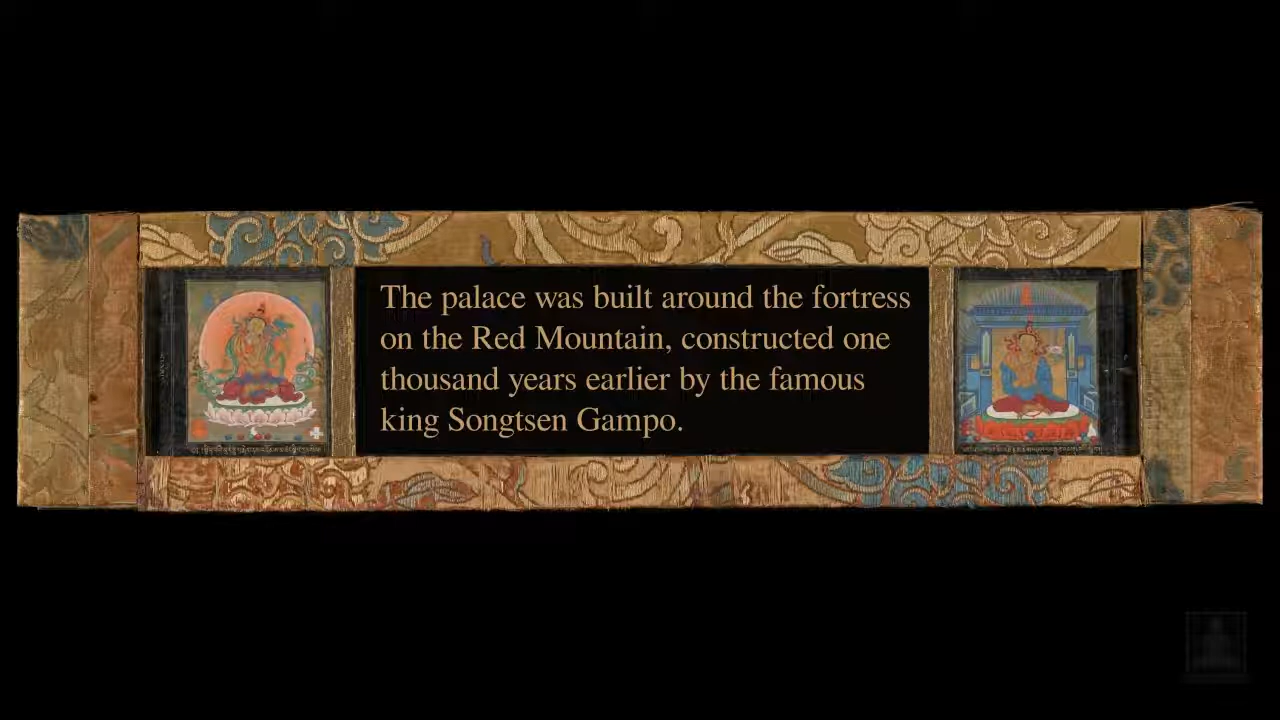 The palace was built around the fortress
on the Red Mountain, constructed one
thousand years earlier by the famous
king Songtsen Gampo.